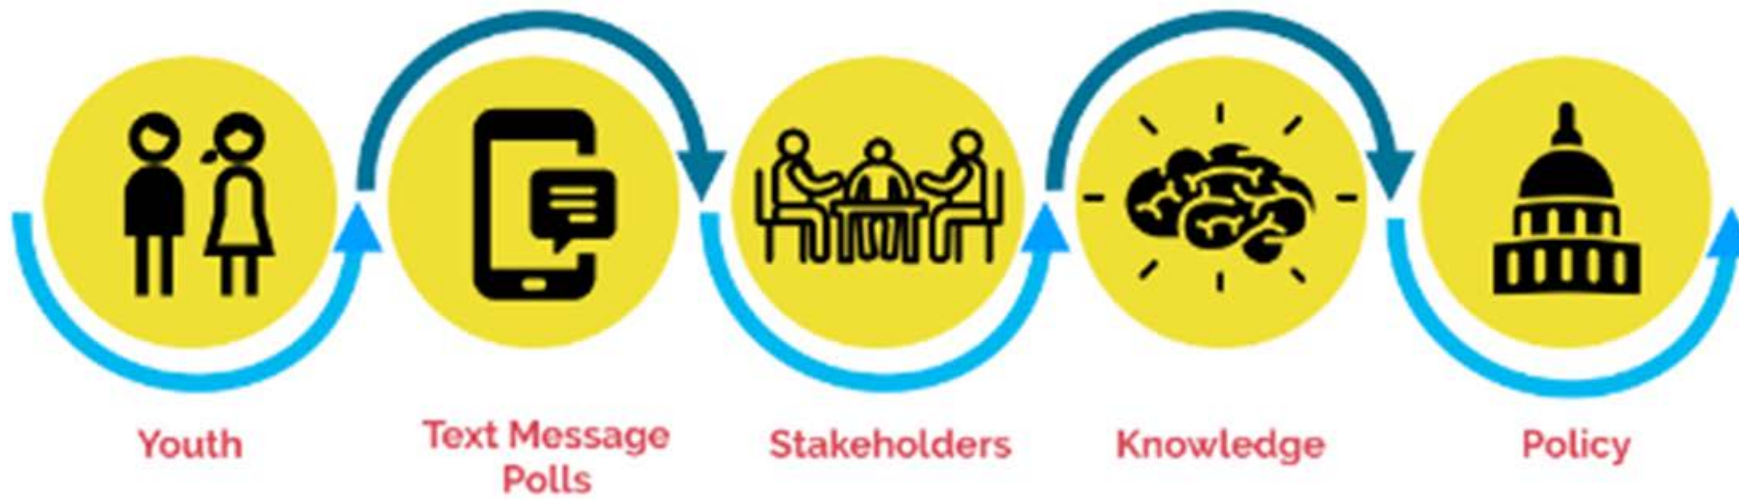 Youth
Text Message
Polls
Stakeholders
Knowledge
Policy